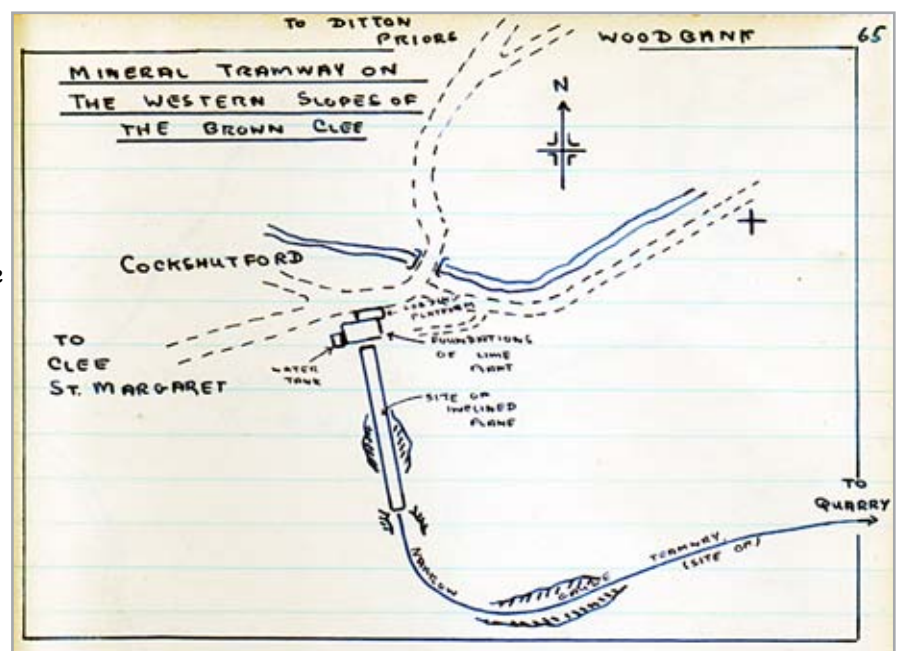 TO DITTON
PRIORS
WOODBANK
65
MINERAL TRAMWAY ON
THE WESTERN SLOPES OF
THE BROWN CLEE
N
COCKSHUTFORD
TO
CLEE
ST. MARGARET
PLATFORM
FOUNDATIONS
OF LIME
PLANT
WATER
TANK
SITE OF
INCLINED
PLANE
TO
QUARRY
NARROW
GAUGE
TRAMWAY
(SITE OF)
e